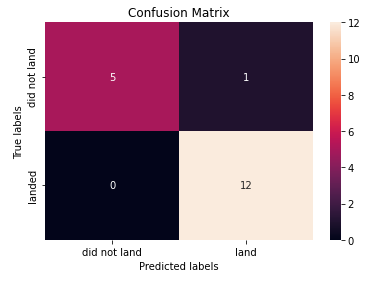 Confusion Matrix
True labels
did not land
landed
5
1
0
12
did not land
land
Predicted labels
12
10
8
6
4
2
0